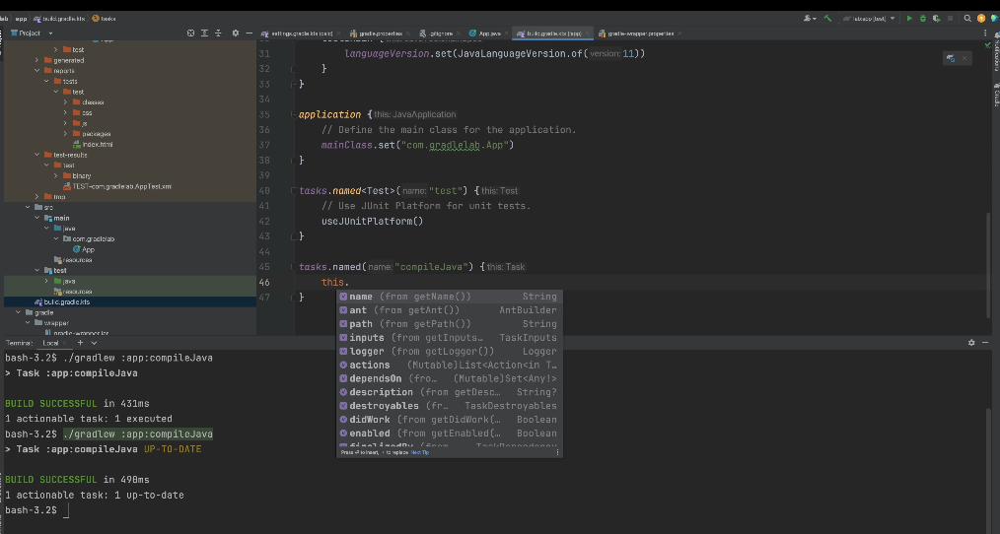 lab app build.gradle.kts tasks
lab:app [test]
Project
settings.gradle.kts (calc)
gradle.properties
.gitignore
App.java
build.gradle.kts (app)
gradle-wrapper.properties
test
generated
reports
tests
test
classes
css
js
packages
index.html
test-results
test
binary
TEST-com.gradlelab.AppTest.xml
tmp
src
main
java
com.gradlelab
App
resources
test
java
resources
build.gradle.kts
gradle
wrapper
gradle-wrapper.jar
31 languageVersion.set(JavaLanguageVersion.of( version: 11))
32 }
33 }
34
35 application { this: JavaApplication
36 // Define the main class for the application.
37 mainClass.set("com.gradlelab.App")
38 }
39
40 tasks.named<Test>( name: "test") { this: Test
41 // Use JUnit Platform for unit tests.
42 useJUnitPlatform()
43 }
44
45 tasks.named( name: "compileJava") { this: Task
46 this.
47 }
name (from getName()) String
ant (from getAnt()) AntBuilder
path (from getPath()) String
inputs (from getInputs… TaskInputs
logger (from getLogger()) Logger
actions (Mutable)List<Action<in T…
dependsOn (fro… (Mutable)Set<Any!>
description (from getDesc… String?
destroyables (fr… TaskDestroyables
didWork (from getDidWork(… Boolean
enabled (from getEnabled(… Boolean
finalizedBy (from TaskDependency
Press ⏎ to insert, → to replace Next Tip
Notifications
Gradle
Terminal: Local
bash-3.2$ ./gradlew :app:compileJava
> Task :app:compileJava
BUILD SUCCESSFUL in 431ms
1 actionable task: 1 executed
bash-3.2$ ./gradlew :app:compileJava
> Task :app:compileJava UP-TO-DATE
BUILD SUCCESSFUL in 490ms
1 actionable task: 1 up-to-date
bash-3.2$